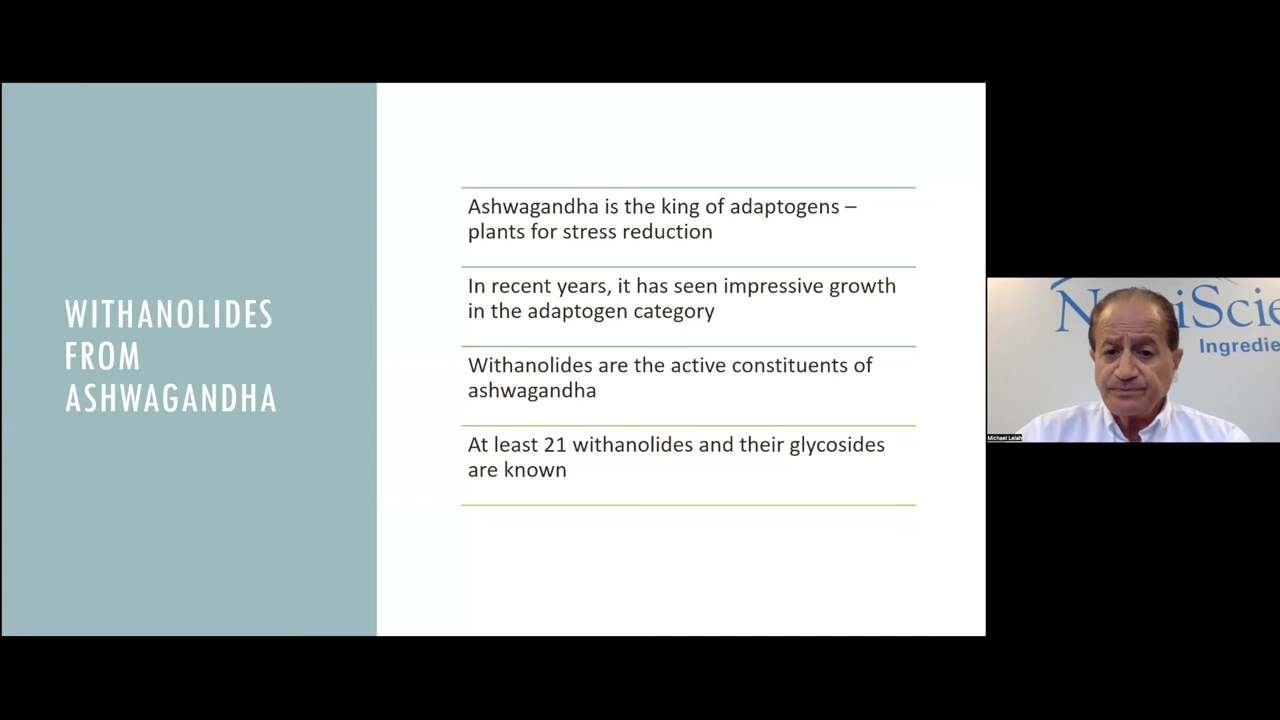 WITHANOLIDES
FROM
ASHWAGANDHA
Ashwagandha is the king of adaptogens –
plants for stress reduction
In recent years, it has seen impressive growth
in the adaptogen category
Withanolides are the active constituents of
ashwagandha
At least 21 withanolides and their glycosides
are known
Ingredie
Michael Lelah